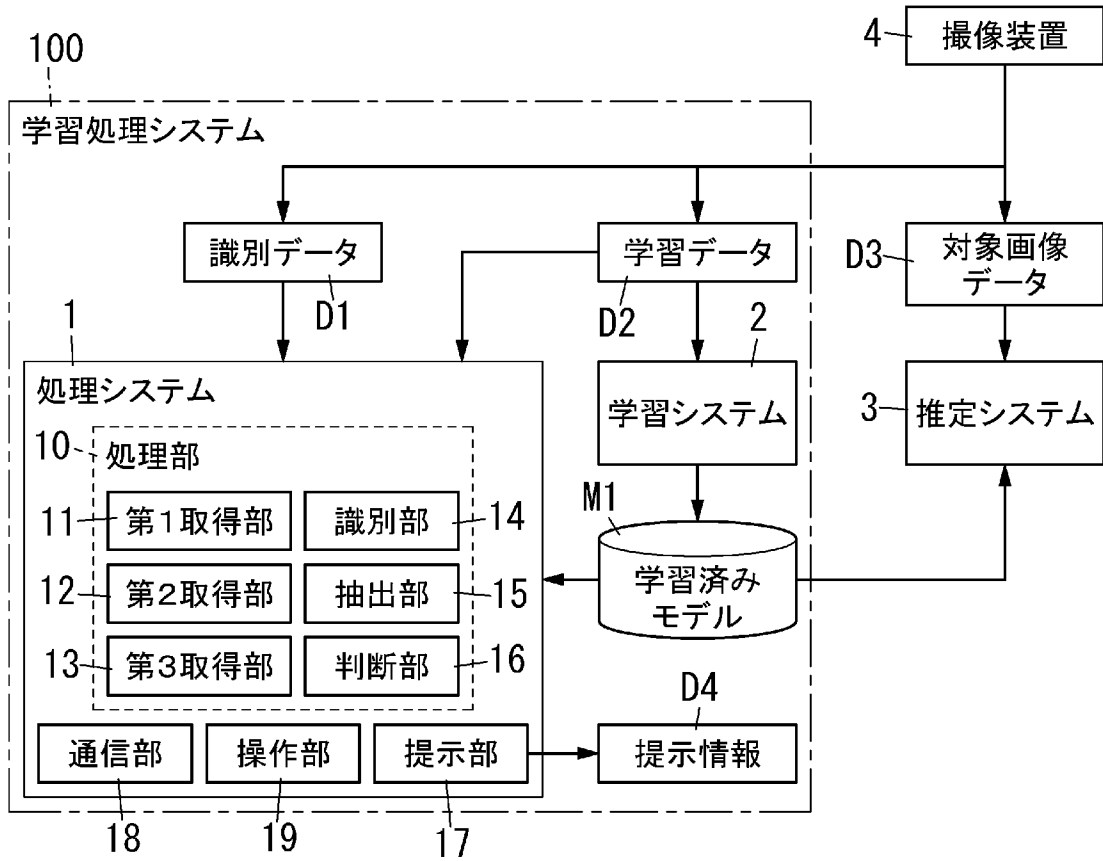 100
4
撮像装置
学習処理システム
識別データ
D1
学習データ
D2
D3
対象画像
データ
1
処理システム
2
学習システム
3
推定システム
10
処理部
11
第1取得部
識別部
14
12
第2取得部
抽出部
15
13
第3取得部
判断部
16
M1
学習済み
モデル
D4
通信部
操作部
提示部
提示情報
18
19
17